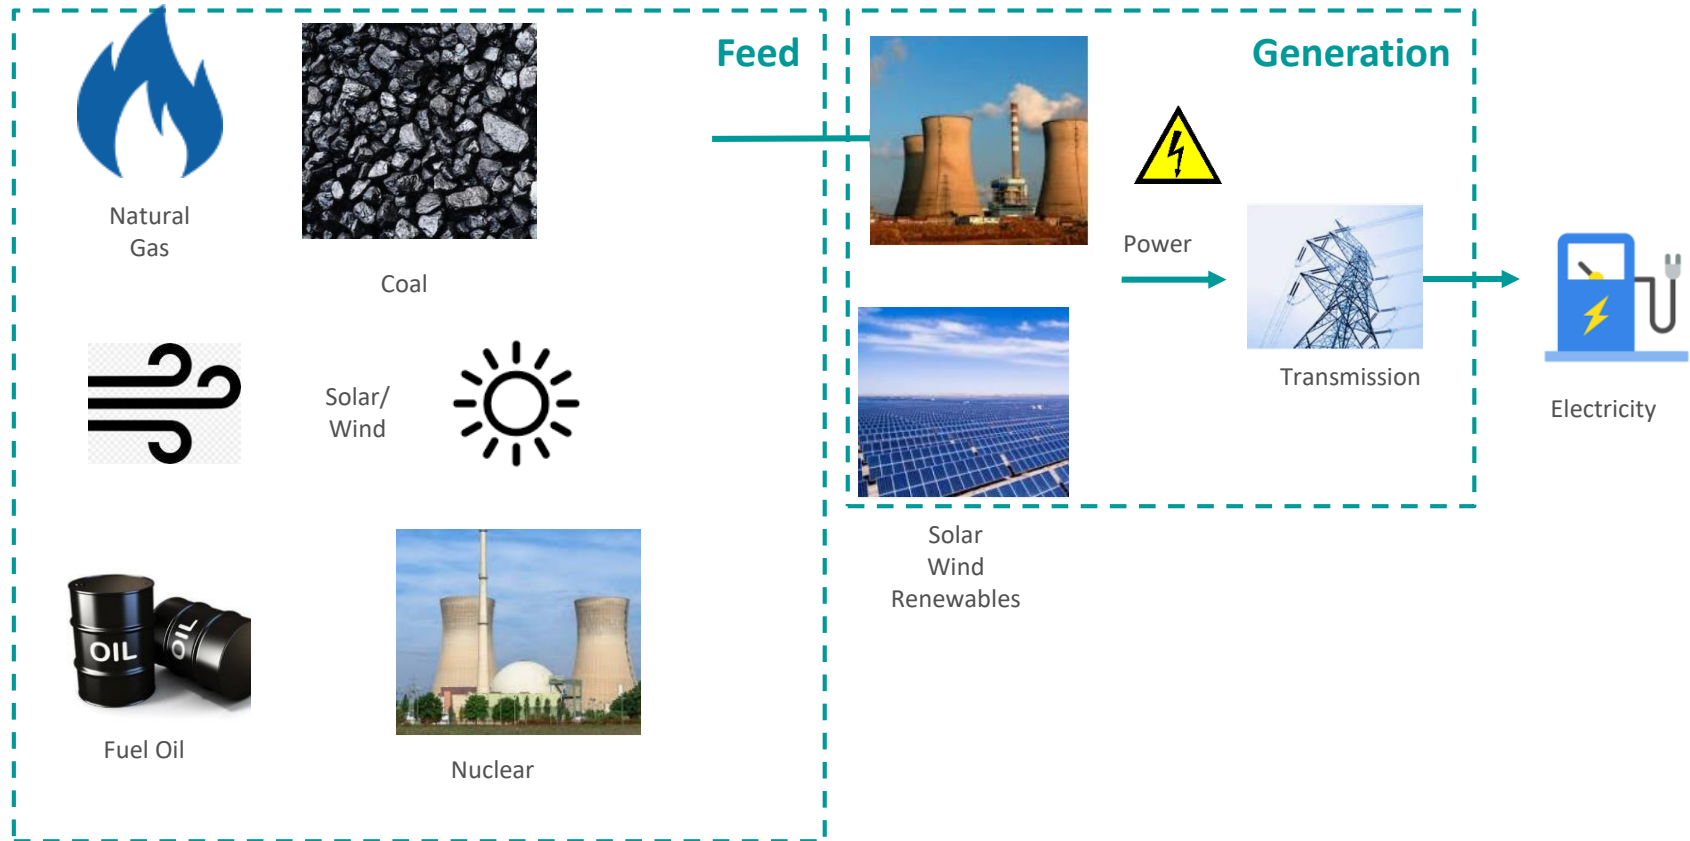 Feed
Generation
Natural
Gas
Coal
Solar/
Wind
OIL
OIL
Fuel Oil
Nuclear
Power
Transmission
Electricity
Solar
Wind
Renewables